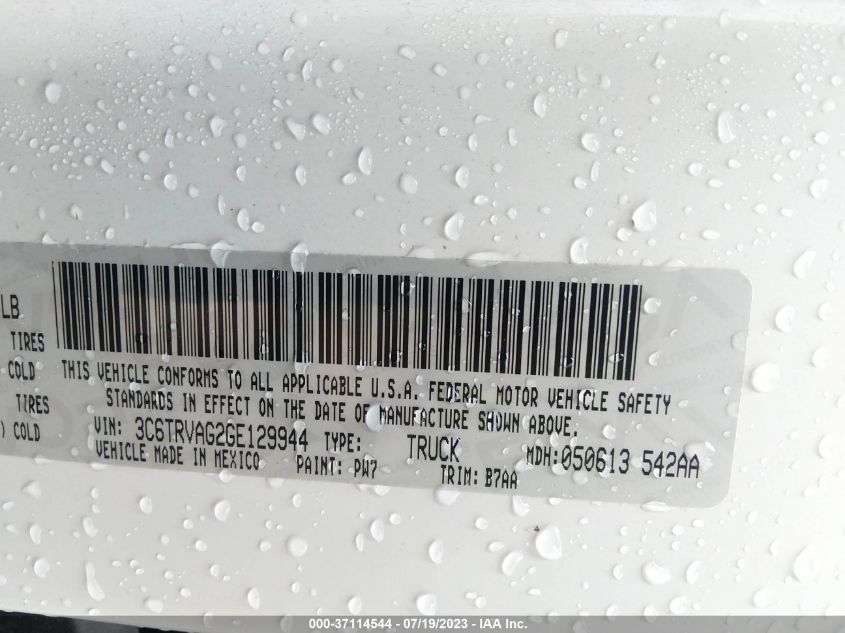 LB
TIRES
COLD
TIRES
) COLD
THIS VEHICLE CONFORMS TO ALL APPLICABLE U.S.A. FEDERAL MOTOR VEHICLE SAFETY
STANDARDS IN EFFECT ON THE DATE OF MANUFACTURE SHOWN ABOVE.
VIN: 3C6TRVAG2GE129944 TYPE: TRUCK MDH:050613 542AA
VEHICLE MADE IN MEXICO PAINT: PW7 TRIM: B7AA
000-37114544 - 07/19/2023 - IAA Inc.